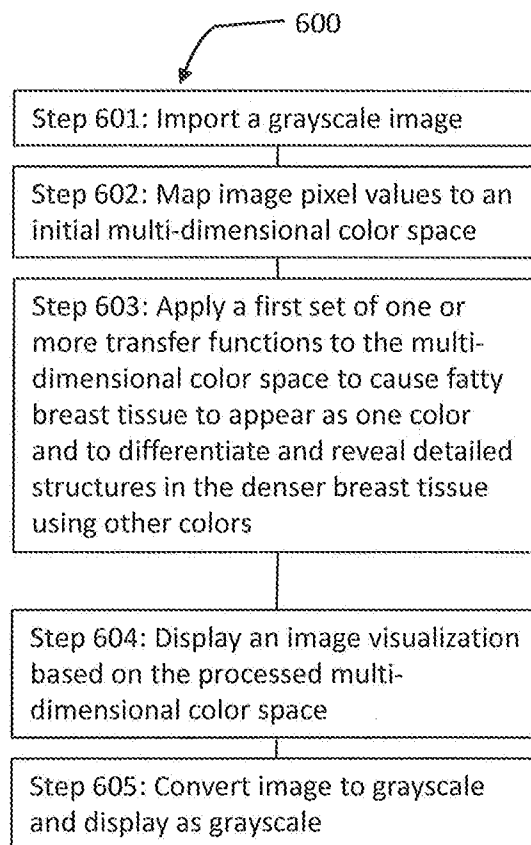 600
Step 601: Import a grayscale image
Step 602: Map image pixel values to an
initial multi-dimensional color space
Step 603: Apply a first set of one or
more transfer functions to the multi-
dimensional color space to cause fatty
breast tissue to appear as one color
and to differentiate and reveal detailed
structures in the denser breast tissue
using other colors
Step 604: Display an image visualization
based on the processed multi-
dimensional color space
Step 605: Convert image to grayscale
and display as grayscale